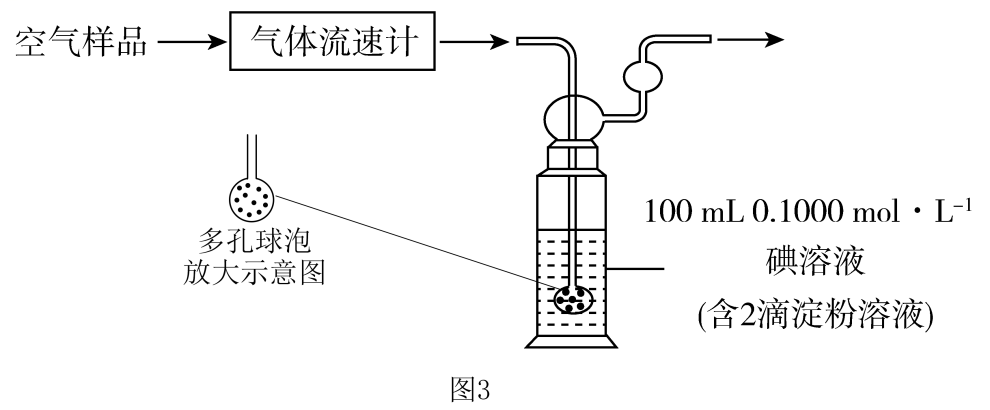 空气样品
气体流速计
多孔球泡
放大示意图
100 mL 0.1000 mol·L⁻¹
碘溶液
(含2滴淀粉溶液)
图3